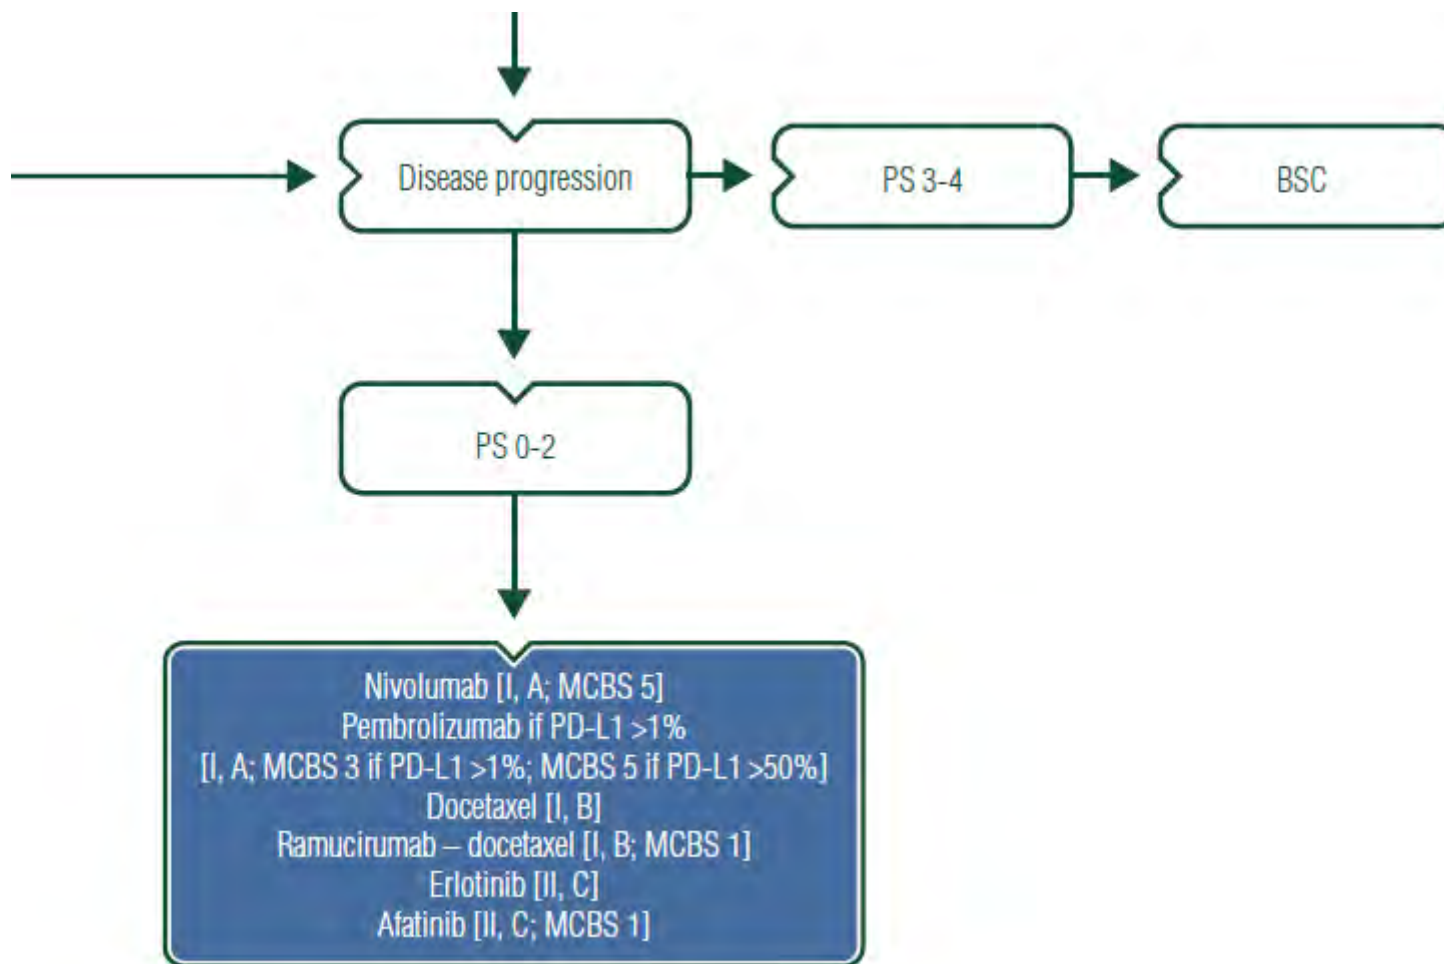 Disease progression
PS 3-4
BSC
PS 0-2
Nivolumab [I, A; MCBS 5]
Pembrolizumab if PD-L1 >1%
[I, A; MCBS 3 if PD-L1 >1%; MCBS 5 if PD-L1 >50%]
Docetaxel [I, B]
Ramucirumab – docetaxel [I, B; MCBS 1]
Erlotinib [II, C]
Afatinib [II, C; MCBS 1]